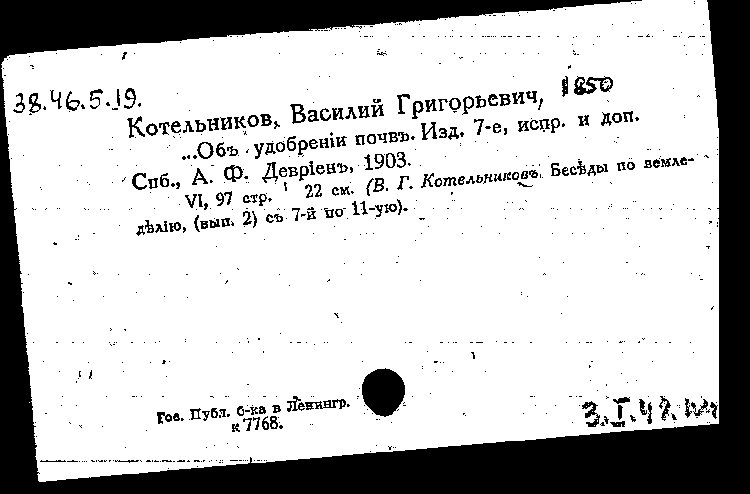 38.46.5.19.
Котельников, Василий Григорьевич, 1850
...Объ удобреніи почвъ. Изд. 7-е, испр. и доп.
Спб., А. Ф. Девріенъ, 1903.
VI, 97 стр. 22 см. (В. Г. Котельниковъ. Бесѣды по земле-
дѣлію, (вып. 2) съ 7-й по 11-ую).
Гос. Публ. б-ка в Ленингр.
к 7768.
3.I.49.